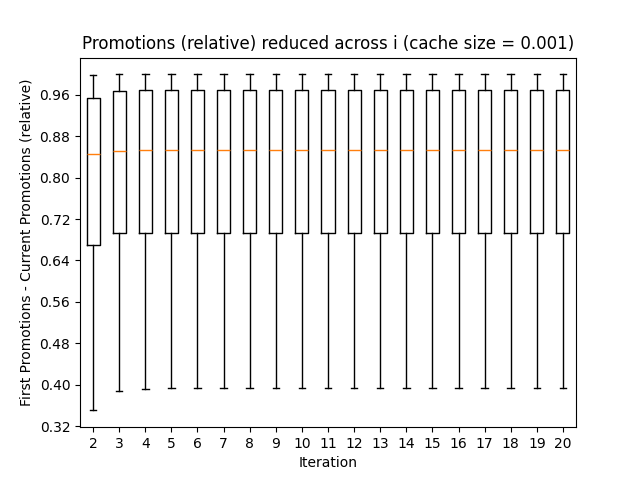 Promotions (relative) reduced across i (cache size = 0.001)
First Promotions - Current Promotions (relative)
0.96
0.88
0.80
0.72
0.64
0.56
0.48
0.40
0.32
2 3 4 5 6 7 8 9 10 11 12 13 14 15 16 17 18 19 20
Iteration